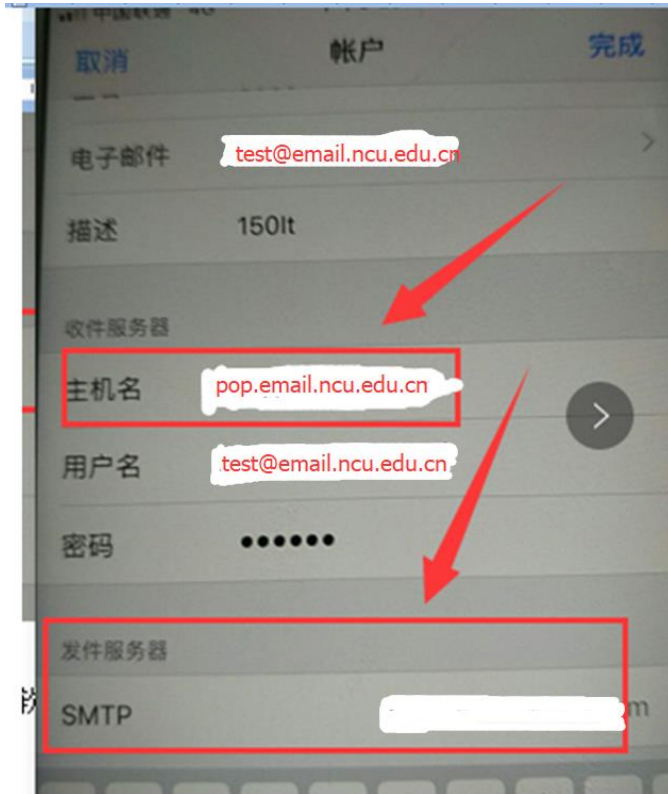 取消 帐户 完成
电子邮件 test@email.ncu.edu.cn >
描述 150lt
收件服务器
主机名 pop.email.ncu.edu.cn
用户名 test@email.ncu.edu.cn
密码 ●●●●●●
发件服务器
SMTP m